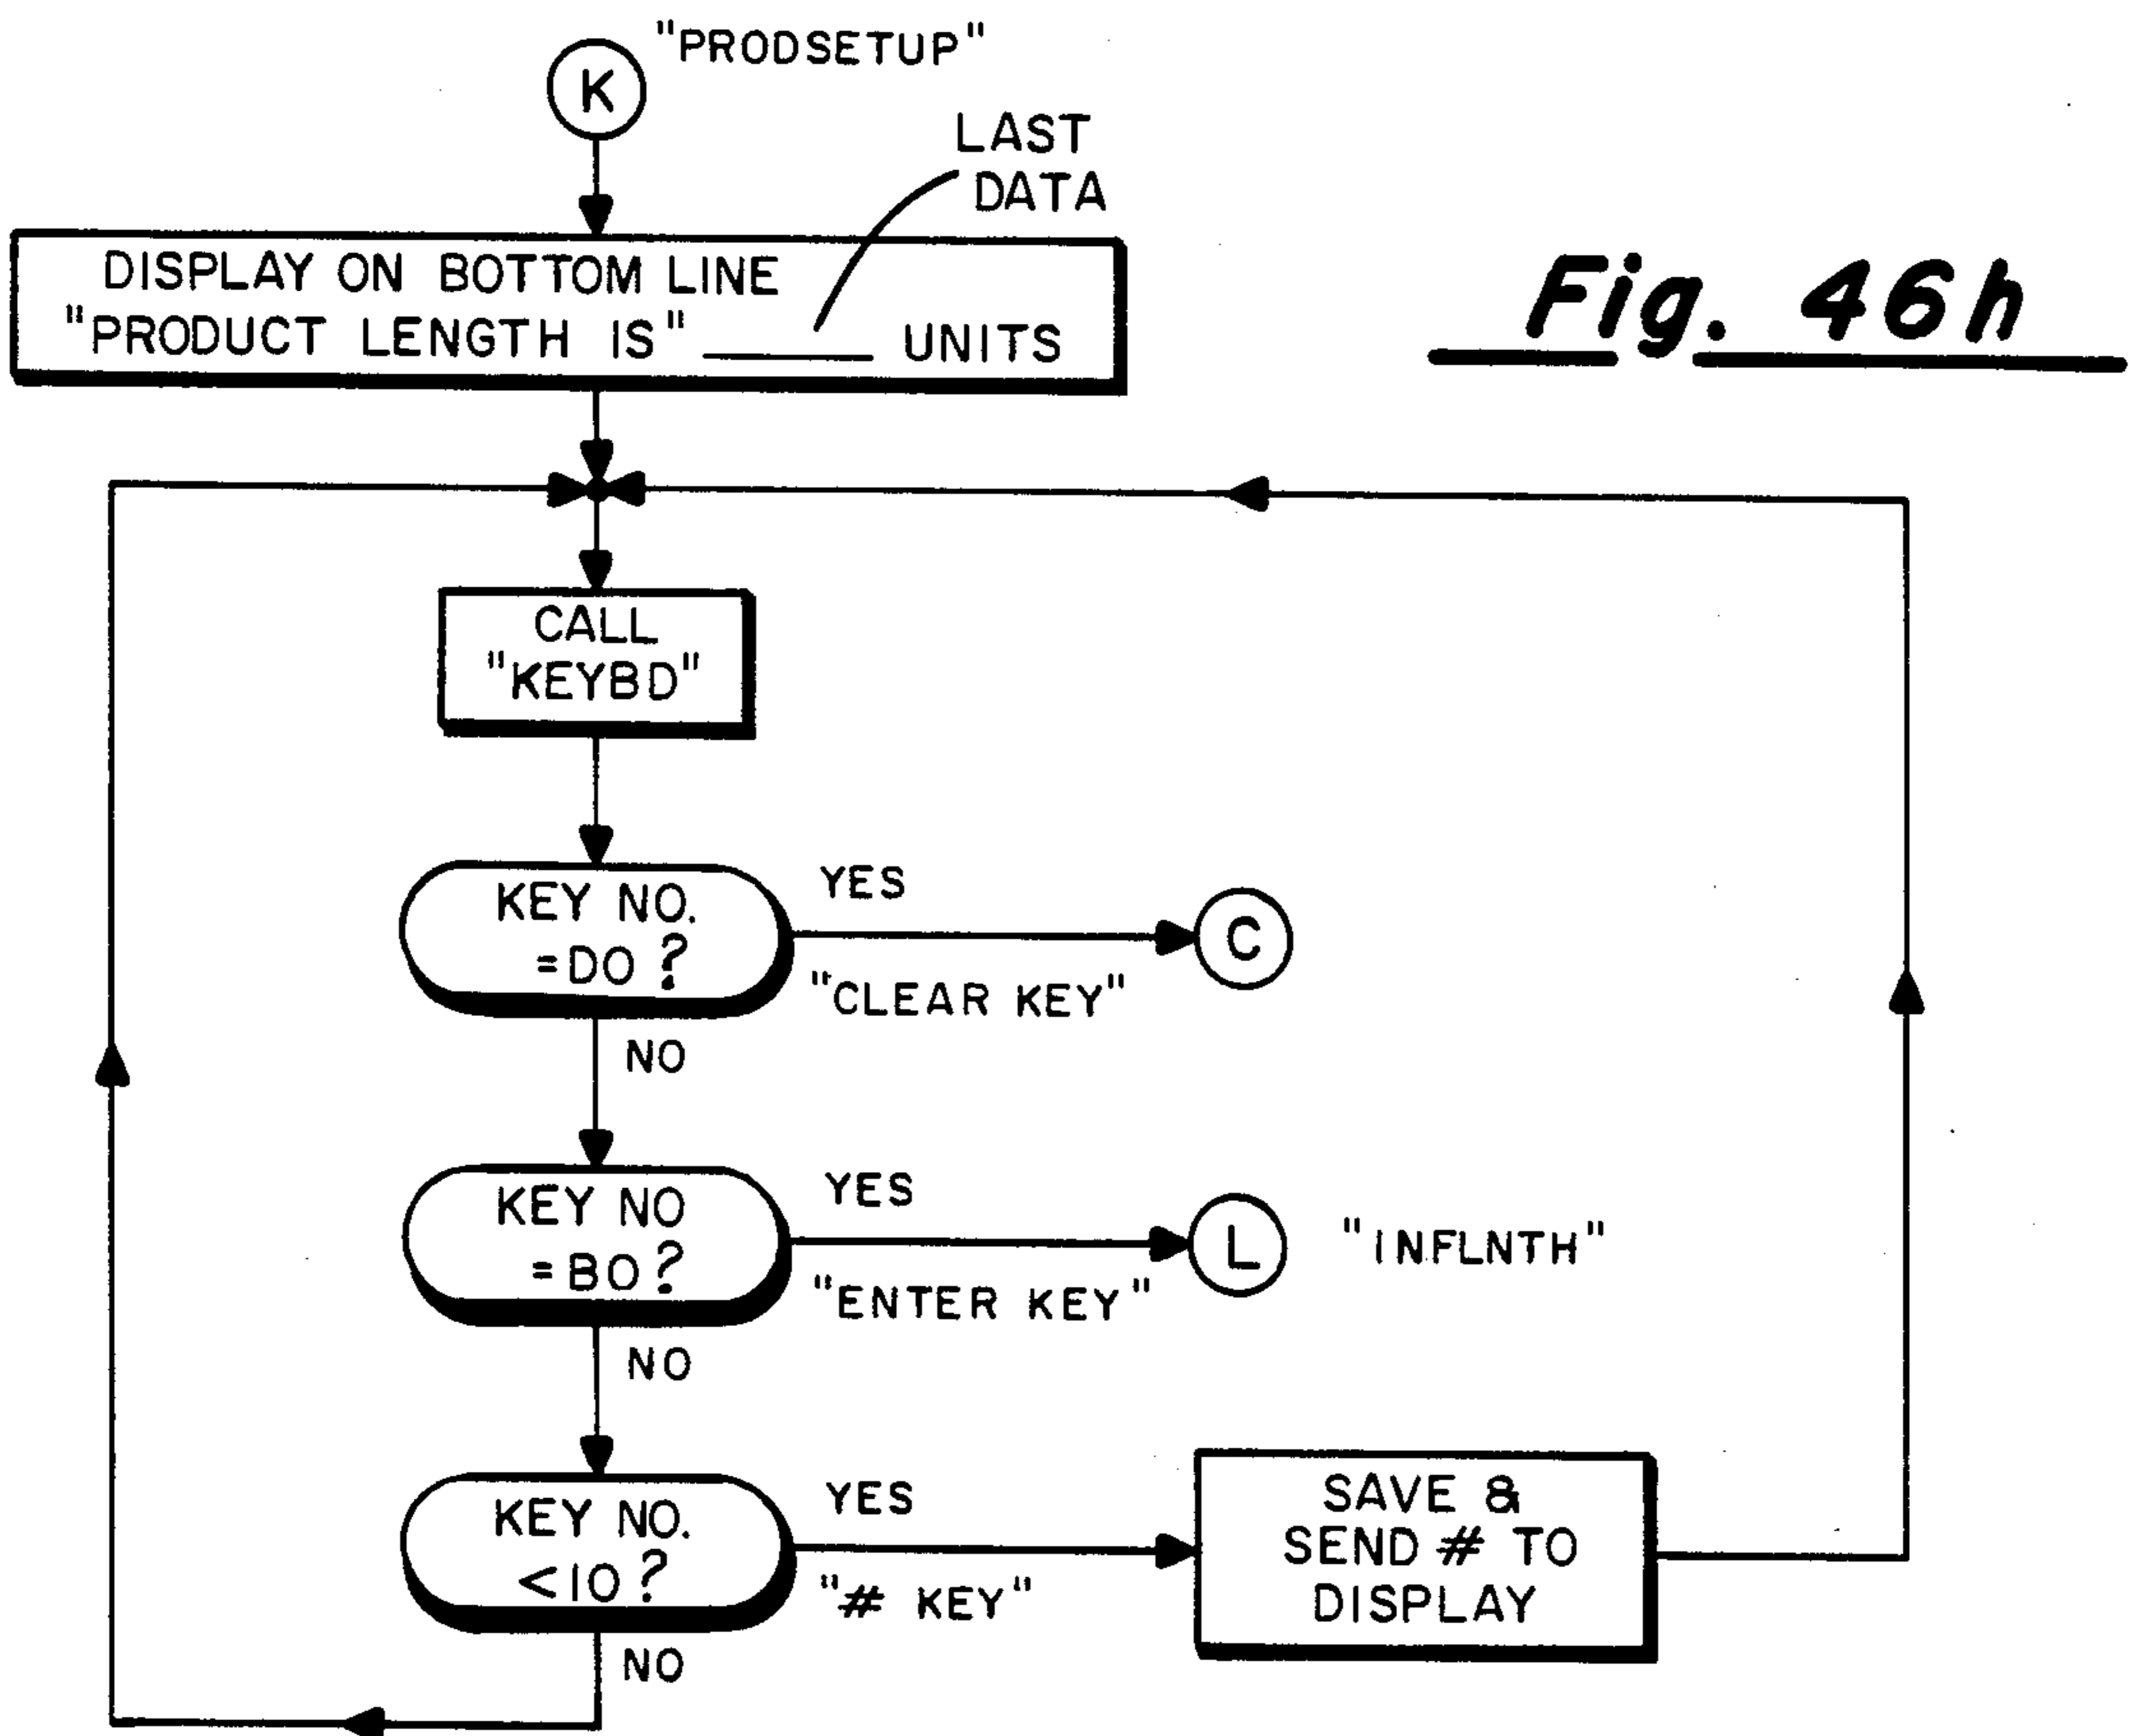 "PRODSETUP"
K
LAST
DATA
DISPLAY ON BOTTOM LINE
"PRODUCT LENGTH IS" ______ UNITS
Fig. 46h
CALL
"KEYBD"
KEY NO.
=DO ?
YES
"CLEAR KEY"
C
NO
KEY NO
=BO ?
YES
"ENTER KEY"
L
"INFLNTH"
NO
KEY NO.
<10 ?
YES
"# KEY"
SAVE &
SEND # TO
DISPLAY
NO